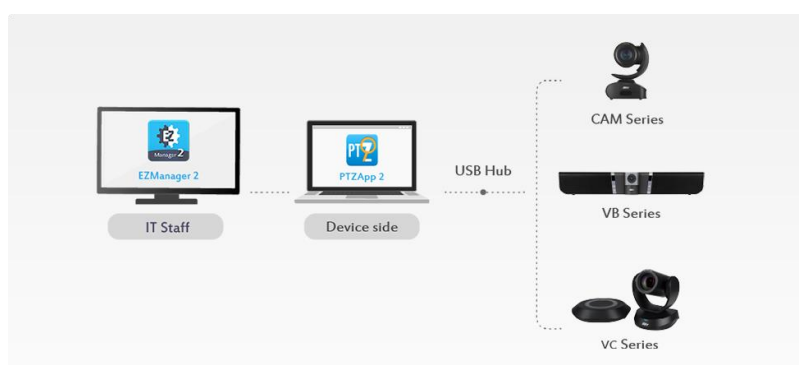 EZ
Manager 2
EZManager 2
IT Staff
PTZ
PTZApp 2
Device side
USB Hub
CAM Series
VB Series
VC Series